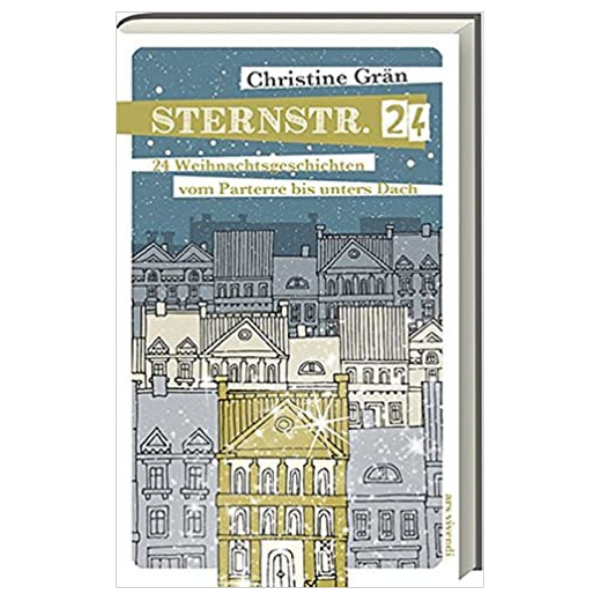 Christine Grän
STERNSTR. 24
24 Weihnachtsgeschichten
vom Parterre bis unters Dach
ars vivendi